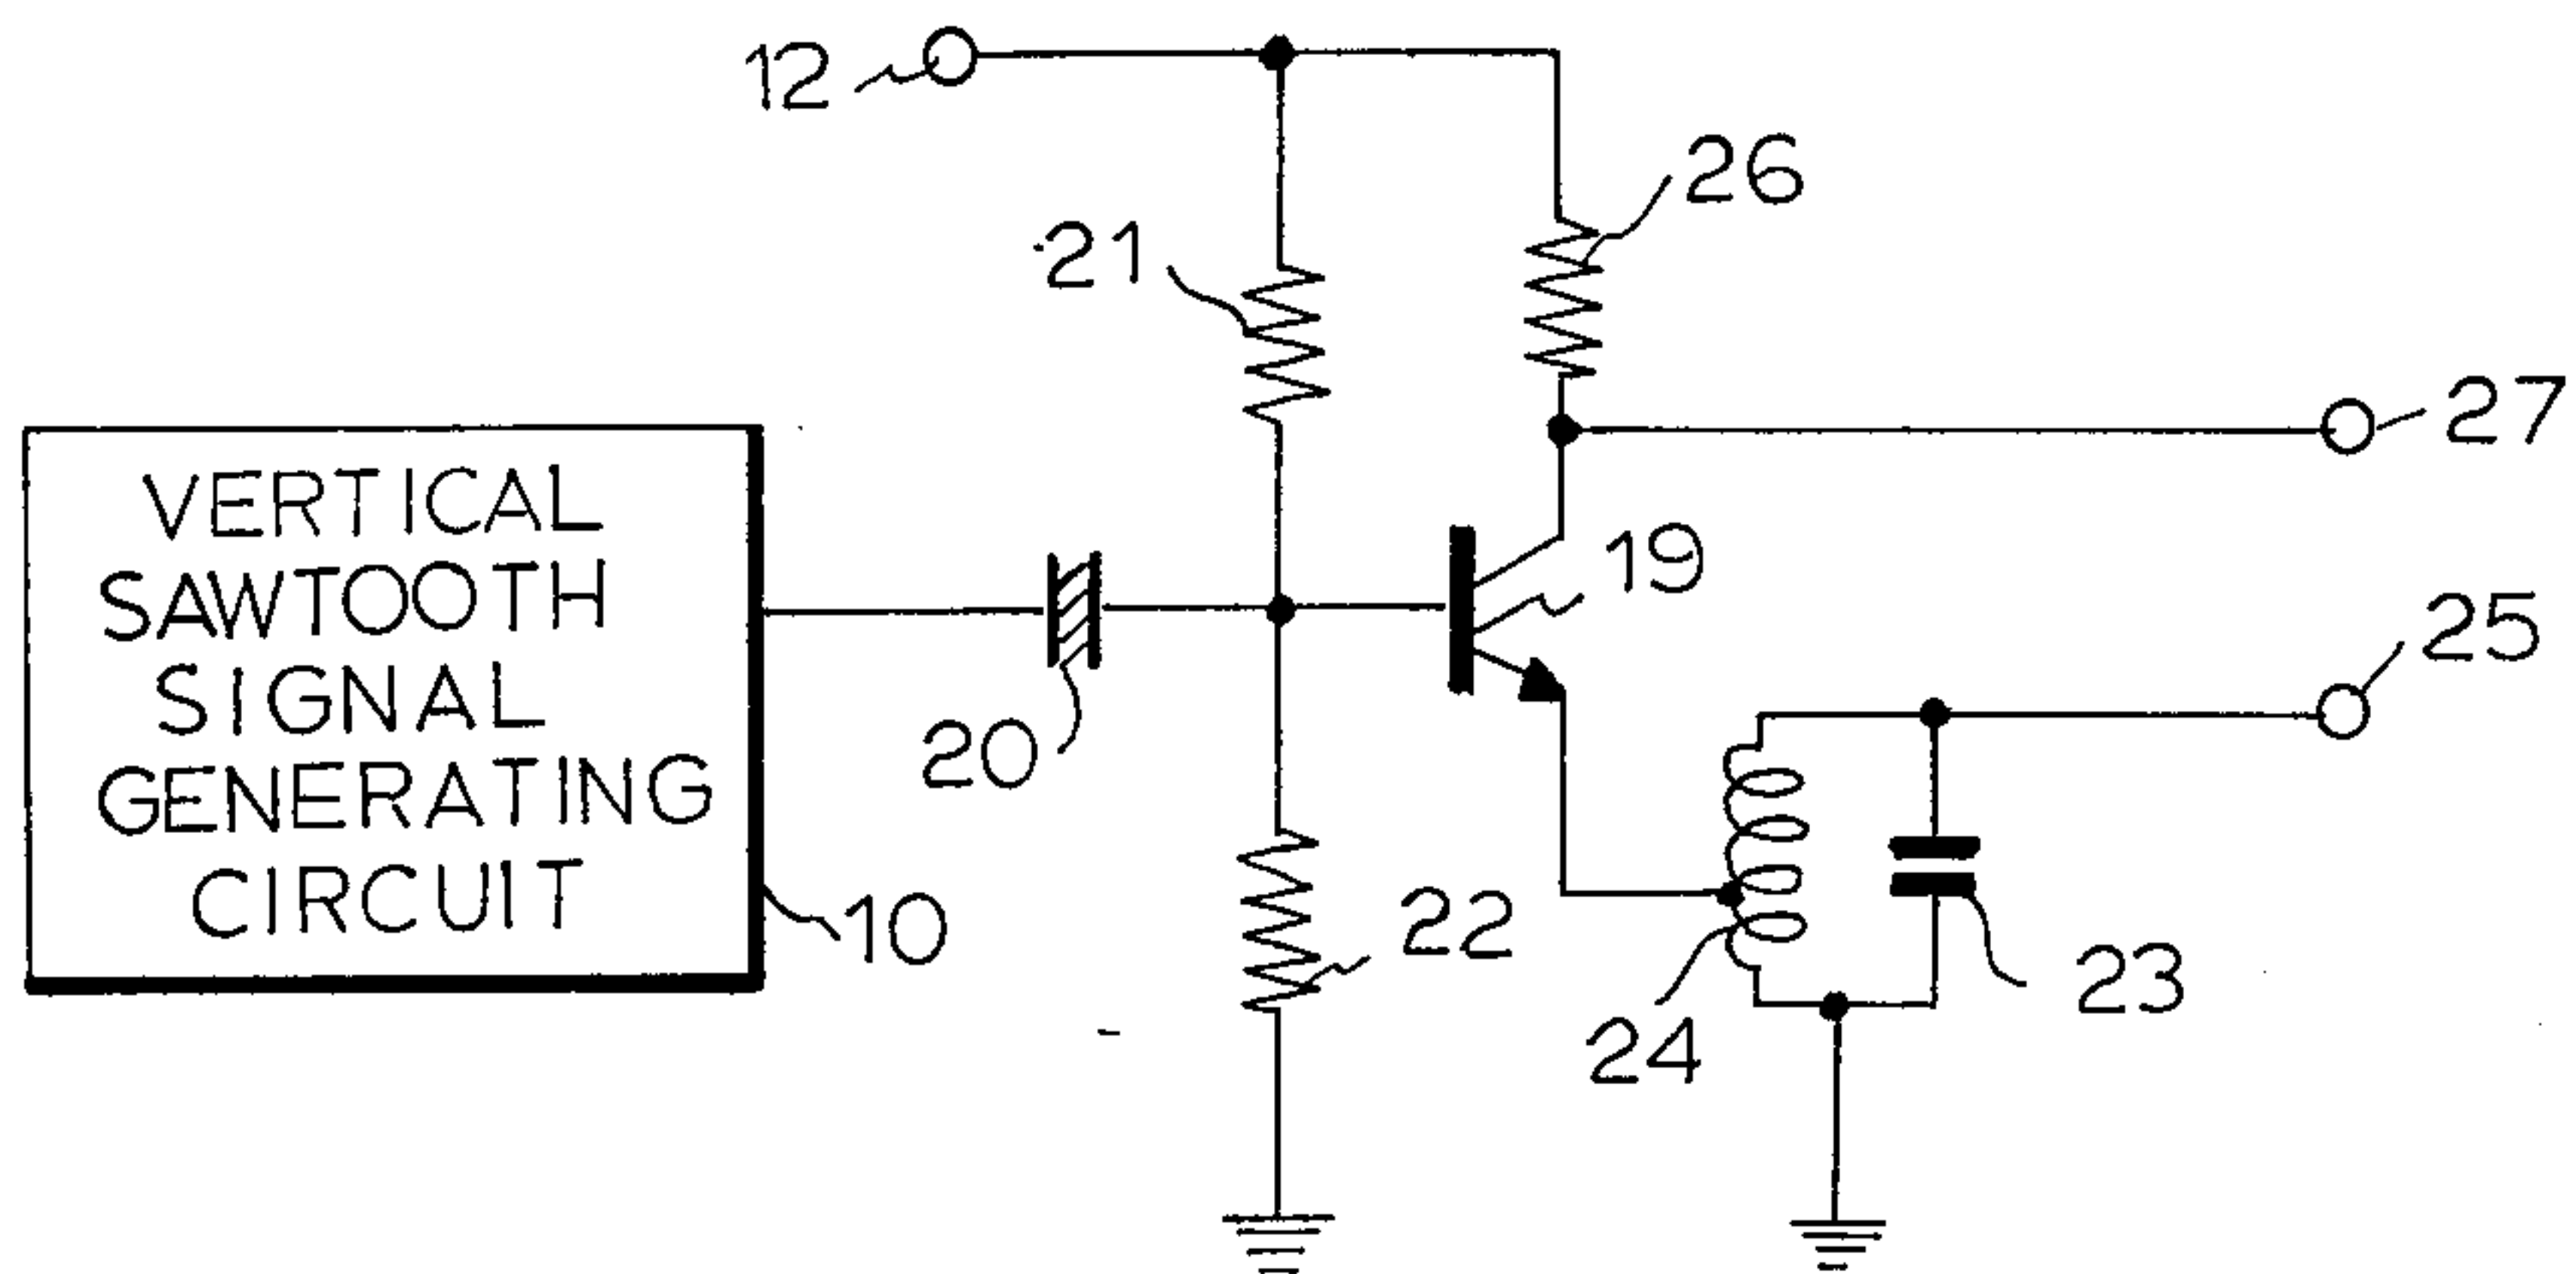 12
26
21
27
VERTICAL
SAWTOOTH
SIGNAL
GENERATING
CIRCUIT
19
25
20
10
22
23
24